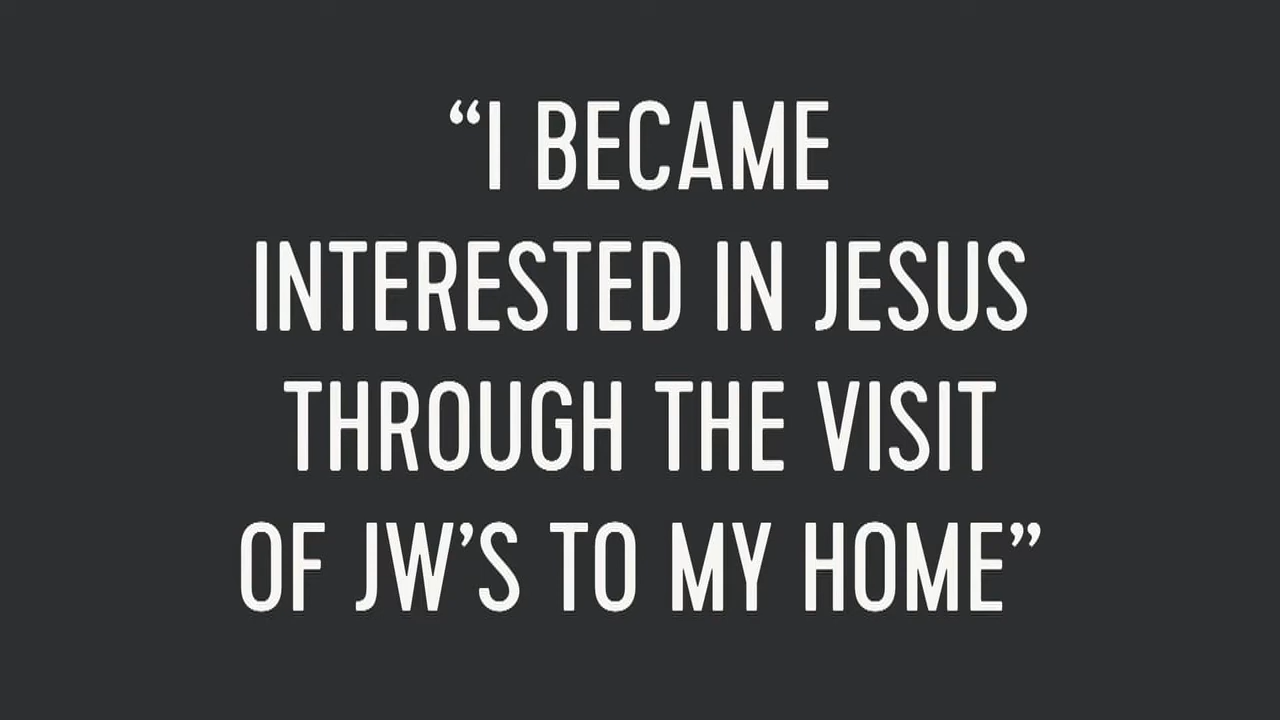 “I BECAME
INTERESTED IN JESUS
THROUGH THE VISIT
OF JW’S TO MY HOME”